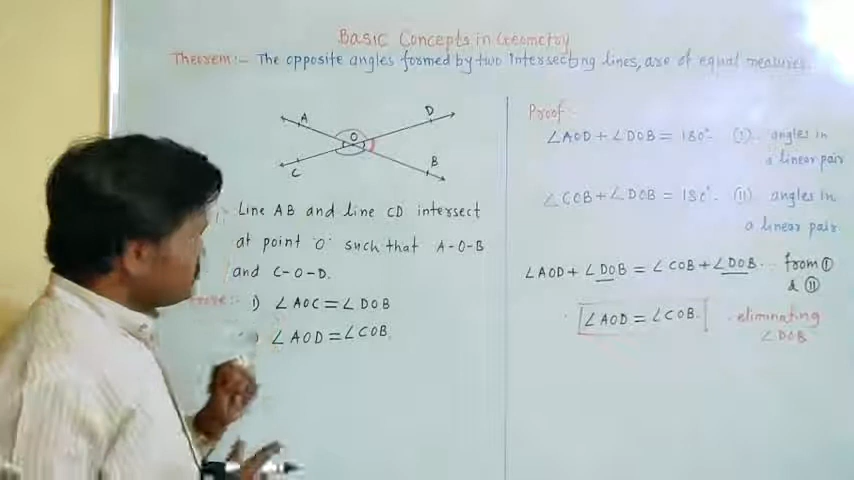 Basic Concepts in Geometry
Theorem:- The opposite angles formed by two intersecting lines, are of equal measures.
A
D
O
C
B
Line AB and line CD intersect
at point 'O' such that A-O-B
and C-O-D.
Prove:- i) ∠AOC = ∠DOB
) ∠AOD = ∠COB
Proof:-
∠AOD + ∠DOB = 180°. (I). angles in
a linear pair
∠COB + ∠DOB = 180°. (II) angles in
a linear pair
∠AOD + ∠DOB = ∠COB + ∠DOB.. from I
& II
∠AOD = ∠COB. . eliminating
∠DOB